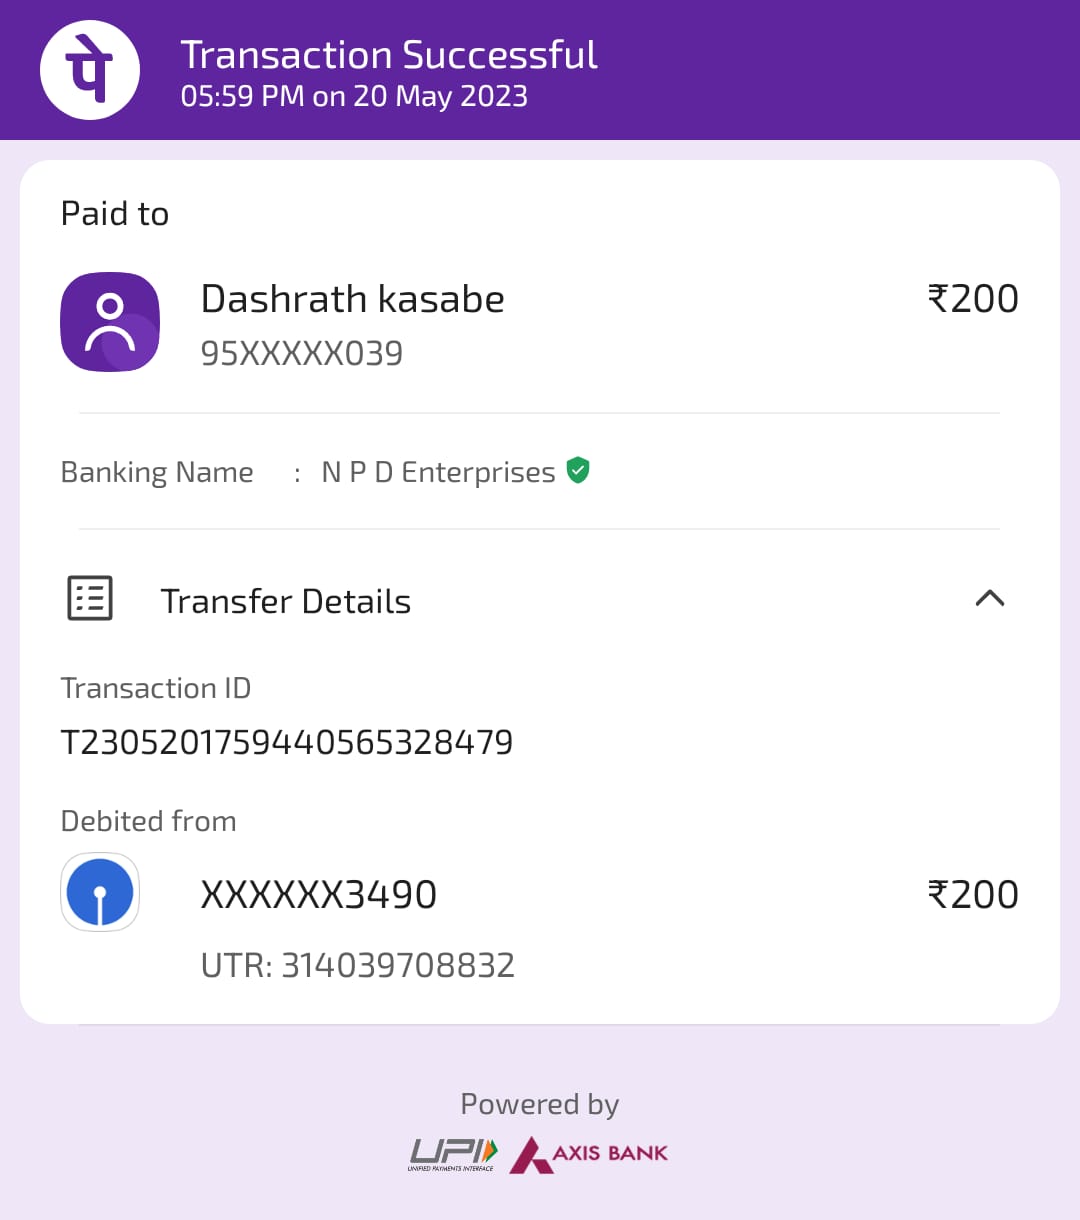 पे
Transaction Successful
05:59 PM on 20 May 2023
Paid to
Dashrath kasabe
₹200
95XXXXX039
Banking Name : N P D Enterprises
Transfer Details
Transaction ID
T2305201759440565328479
Debited from
XXXXXX3490
₹200
UTR: 314039708832
Powered by
UPI
UNIFIED PAYMENTS INTERFACE
AXIS BANK